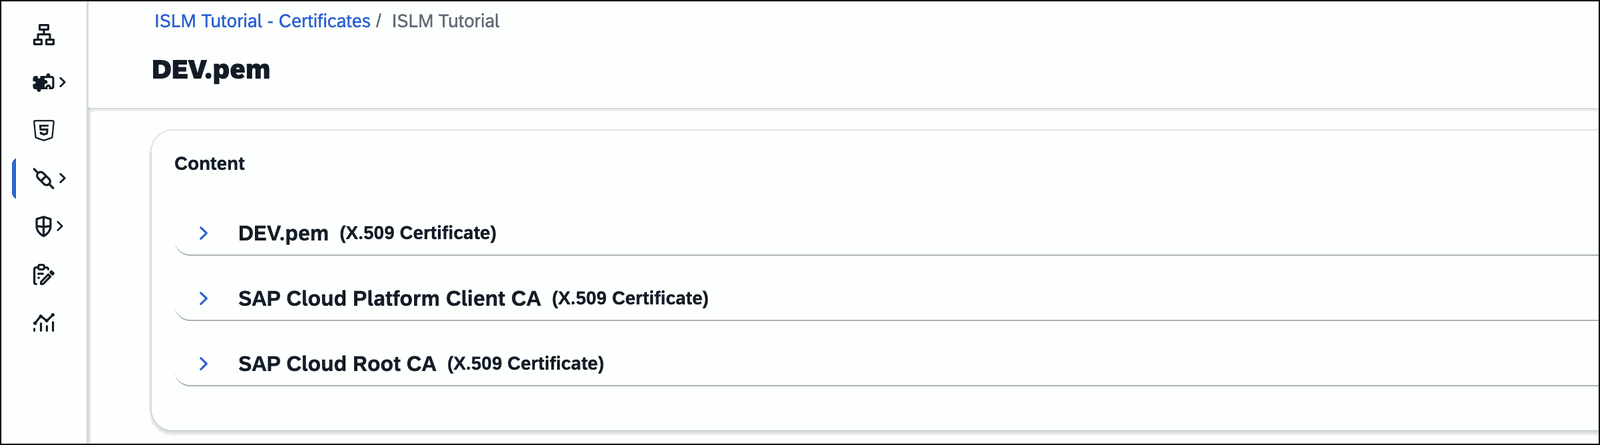 ISLM Tutorial - Certificates / ISLM Tutorial
DEV.pem
Content
DEV.pem (X.509 Certificate)
SAP Cloud Platform Client CA (X.509 Certificate)
SAP Cloud Root CA (X.509 Certificate)